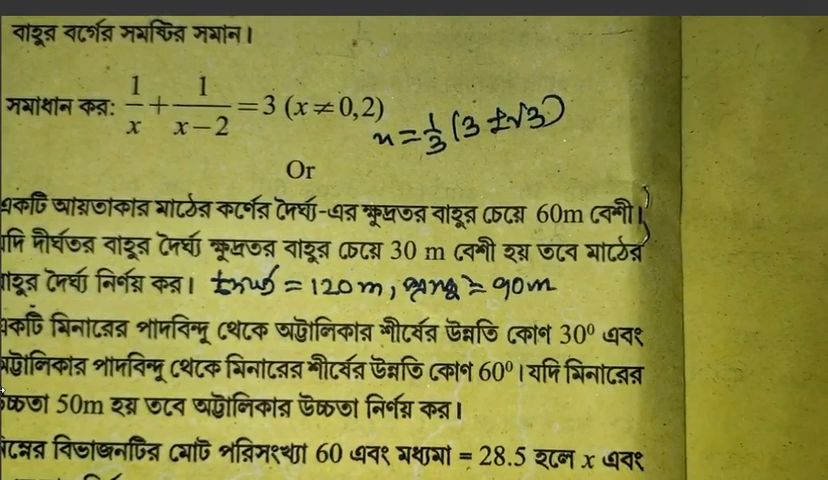 বাহুর বর্গের সমষ্টির সমান।
সমাধান কর: 1/x + 1/(x−2) = 3 (x ≠ 0,2) x = 1/3 (3 ± √3)
Or
একটি আয়তাকার মাঠের কর্ণের দৈর্ঘ্য-এর ক্ষুদ্রতর বাহুর চেয়ে 60m বেশী।
যদি দীর্ঘতর বাহুর দৈর্ঘ্য ক্ষুদ্রতর বাহুর চেয়ে 30 m বেশী হয় তবে মাঠের
বাহুর দৈর্ঘ্য নির্ণয় কর। = 120 m, = 90m
একটি মিনারের পাদবিন্দু থেকে অট্টালিকার শীর্ষের উন্নতি কোণ 30⁰ এবং
অট্টালিকার পাদবিন্দু থেকে মিনারের শীর্ষের উন্নতি কোণ 60⁰। যদি মিনারের
উচ্চতা 50m হয় তবে অট্টালিকার উচ্চতা নির্ণয় কর।
নিম্নের বিভাজনটির মোট পরিসংখ্যা 60 এবং মধ্যমা = 28.5 হলে x এবং